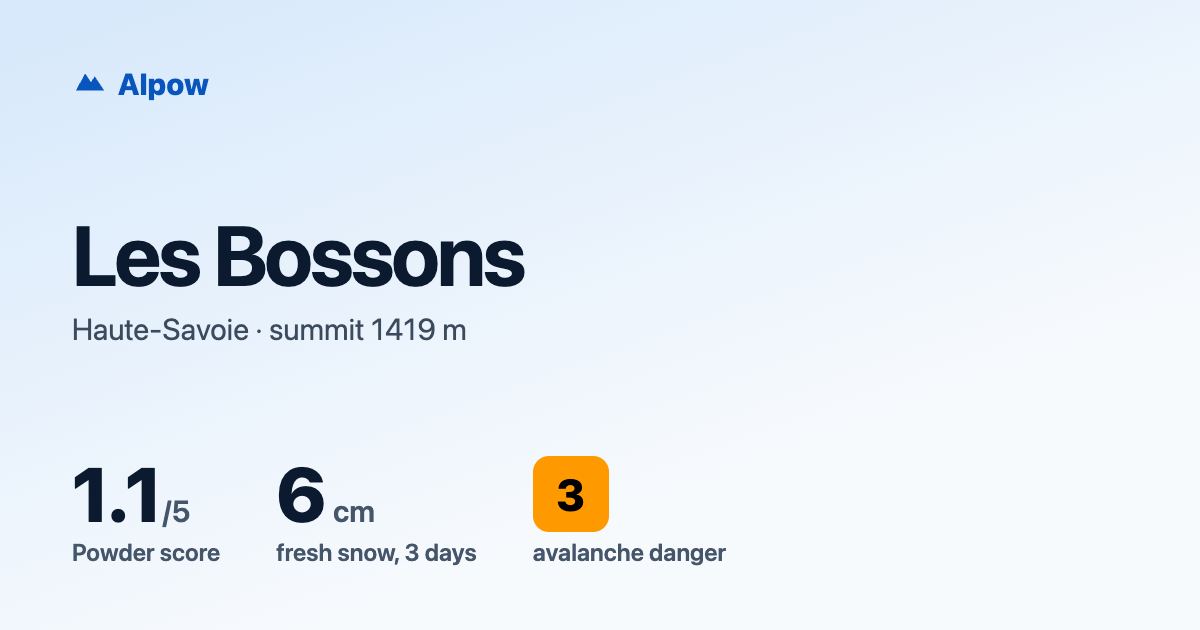 Alpow
Les Bossons
Haute-Savoie · summit 1419 m
1.1/5
Powder score
6 cm
fresh snow, 3 days
3
avalanche danger